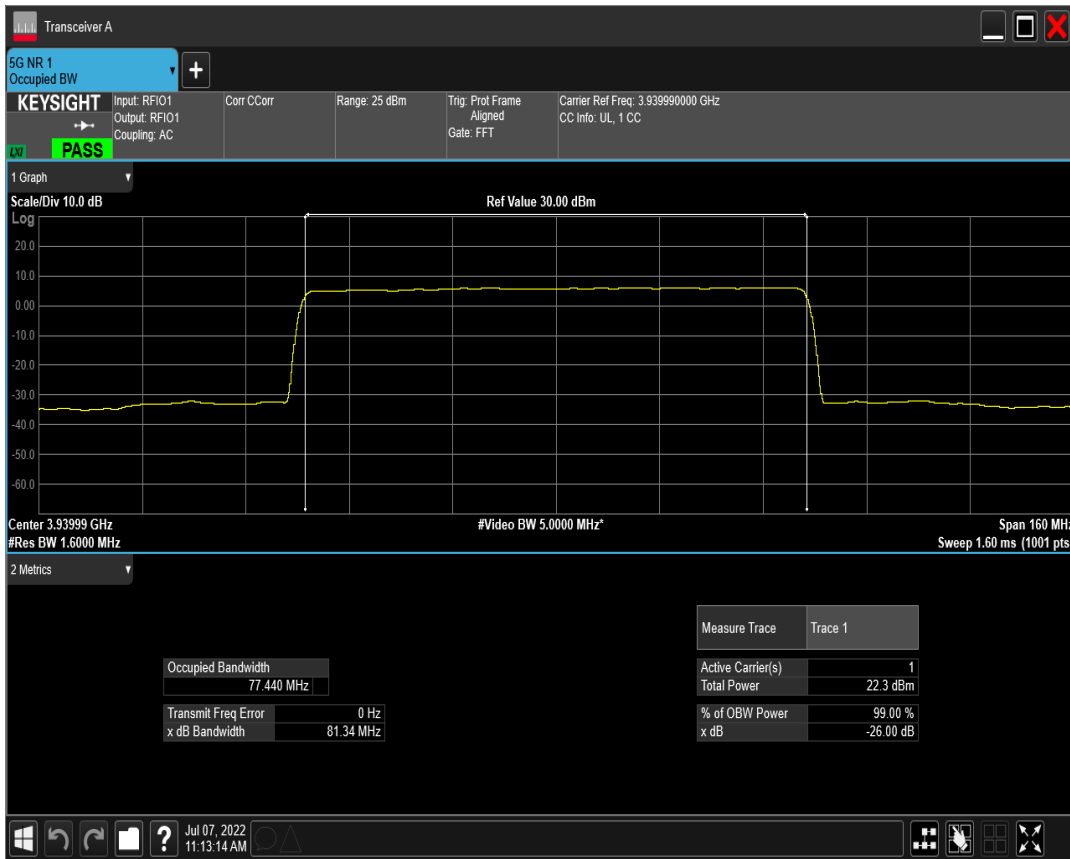 Transceiver A
5G NR 1
Occupied BW
+
KEYSIGHT
LXI
PASS
Input: RFIO1
Output: RFIO1
Coupling: AC
Corr CCorr
Range: 25 dBm
Trig: Prot Frame
Aligned
Gate: FFT
Carrier Ref Freq: 3.939990000 GHz
CC Info: UL, 1 CC
1 Graph
Scale/Div 10.0 dB
Ref Value 30.00 dBm
Log
20.0
10.0
0.00
-10.0
-20.0
-30.0
-40.0
-50.0
-60.0
Center 3.93999 GHz
#Video BW 5.0000 MHz*
Span 160 MHz
#Res BW 1.6000 MHz
Sweep 1.60 ms (1001 pts
2 Metrics
Measure Trace Trace 1
Occupied Bandwidth
77.440 MHz
Active Carrier(s) 1
Total Power 22.3 dBm
Transmit Freq Error 0 Hz
x dB Bandwidth 81.34 MHz
% of OBW Power 99.00 %
x dB -26.00 dB
?
Jul 07, 2022
11:13:14 AM